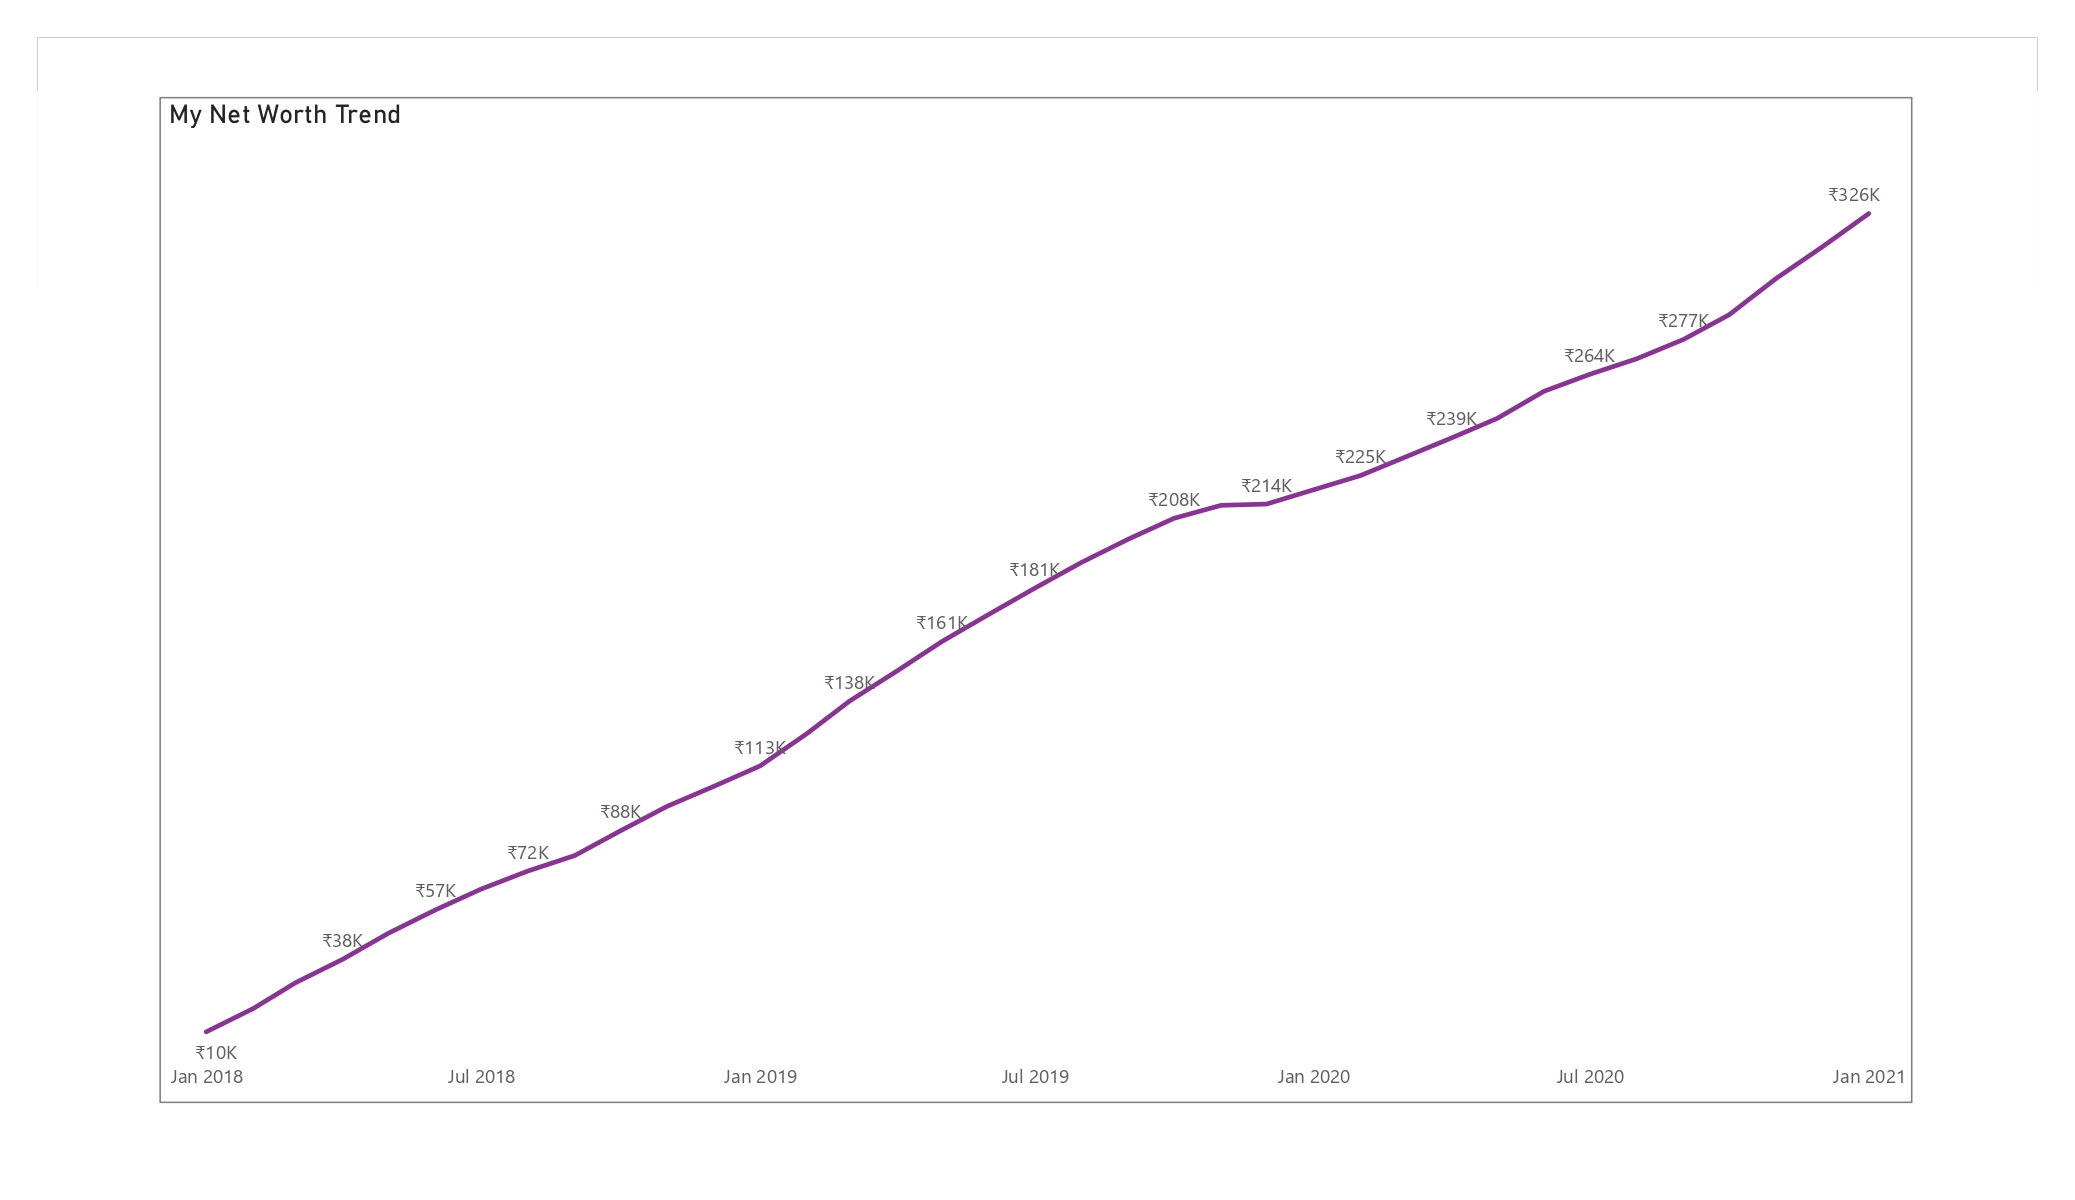 My Net Worth Trend
₹326K
₹277K
₹264K
₹239K
₹225K
₹214K
₹208K
₹181K
₹161K
₹138K
₹113K
₹88K
₹72K
₹57K
₹38K
₹10K
Jan 2018 Jul 2018 Jan 2019 Jul 2019 Jan 2020 Jul 2020 Jan 2021